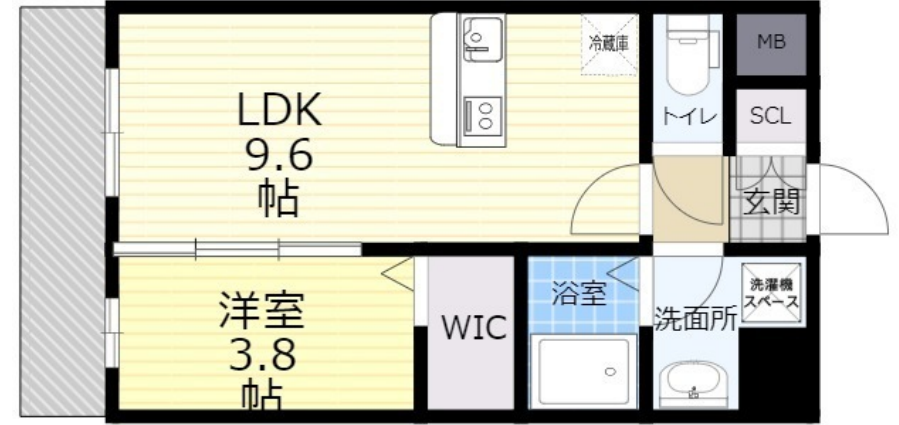 LDK
9.6
帖
冷蔵庫
トイレ
MB
SCL
玄関
洋室
3.8
帖
WIC
浴室
洗面所
洗濯機
スペース